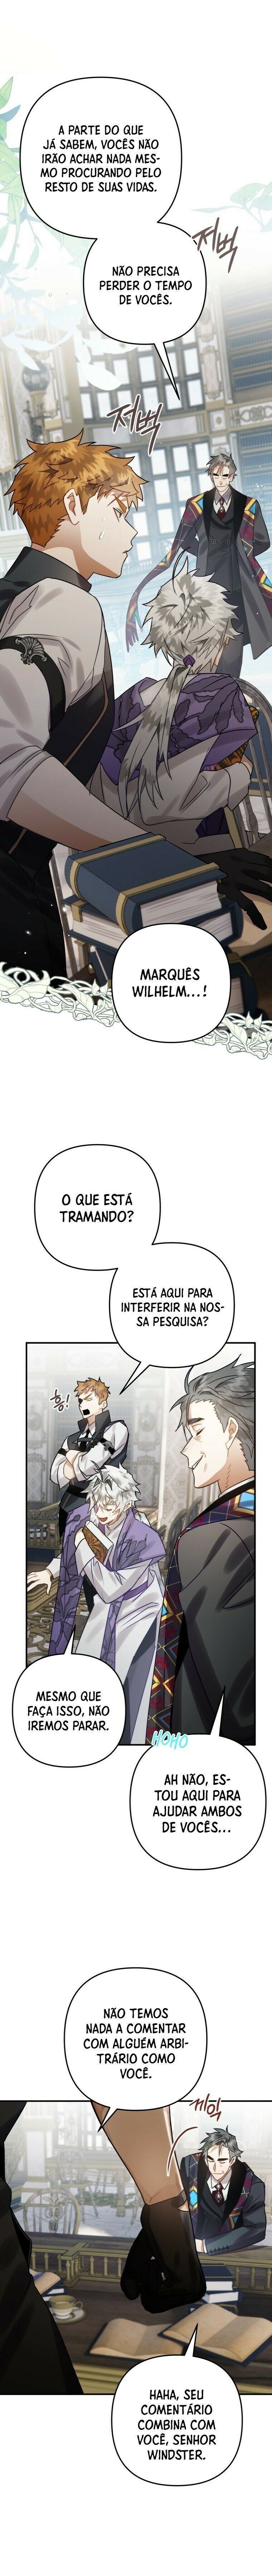 A PARTE DO QUE
JÁ SABEM, VOCÊS NÃO
IRÃO ACHAR NADA MES-
MO PROCURANDO PELO
RESTO DE SUAS VIDAS.
저벅
NÃO PRECISA
PERDER O TEMPO
DE VOCÊS.
저벅
MARQUÊS
WILHELM...!
O QUE ESTÁ
TRAMANDO?
ESTÁ AQUI PARA
INTERFERIR NA NOS-
SA PESQUISA?
흥!
MESMO QUE
FAÇA ISSO, NÃO
IREMOS PARAR.
HOHO
AH NÃO, ES-
TOU AQUI PARA
AJUDAR AMBOS
DE VOCÊS...
NÃO TEMOS
NADA A COMENTAR
COM ALGUÉM ARBI-
TRÁRIO COMO
VOCÊ.
끼익
HAHA, SEU
COMENTÁRIO
COMBINA COM
VOCÊ, SENHOR
WINDSTER.